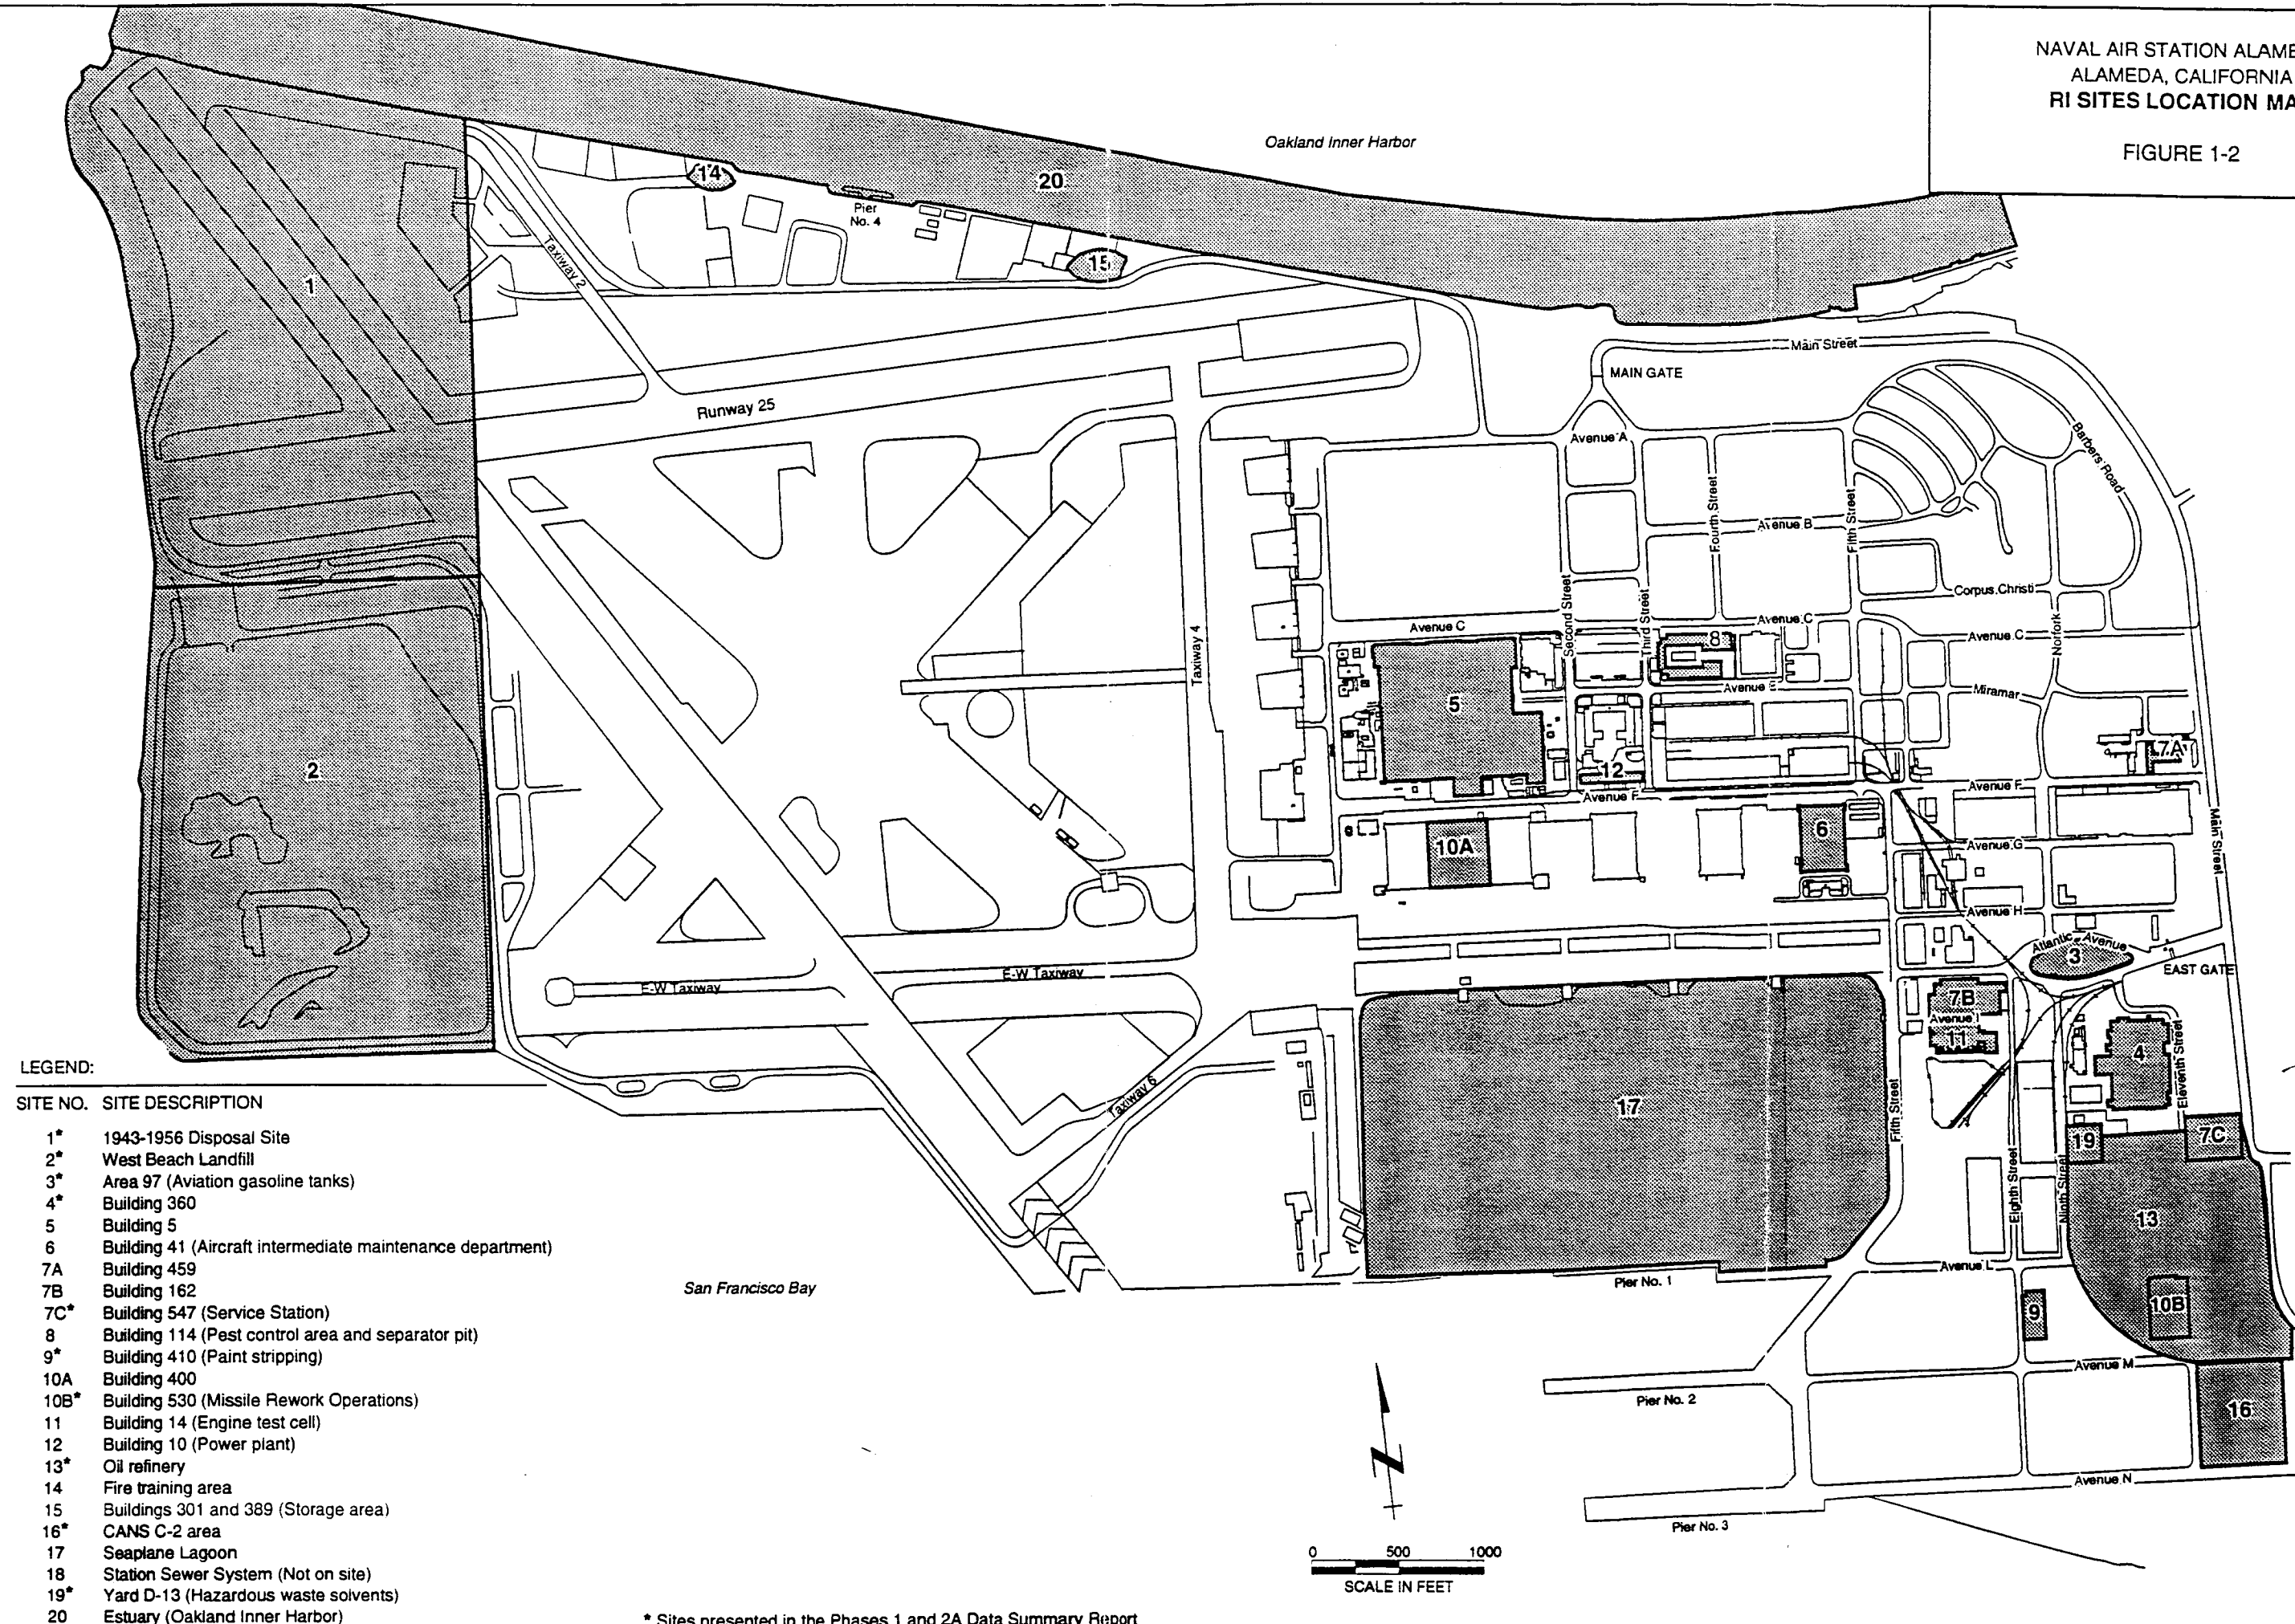 NAVAL AIR STATION ALAME
ALAMEDA, CALIFORNIA
RI SITES LOCATION MA
FIGURE 1-2
Oakland Inner Harbor
20
14
Pier
No. 4
15
1
Taxiway 2
Main Street
MAIN GATE
Runway 25
Avenue A
Barbers Road
Fourth Street
Fifth Street
Avenue B
Second Street
Third Street
Corpus Christi
Norfolk
Avenue C
Avenue C
Avenue C
8
Taxiway 4
Avenue E
Miramar
5
7A
12
2
Avenue F
Avenue F
Main Street
6
10A
Avenue G
Avenue H
Atlantic Avenue
3
EAST GATE
E-W Taxiway
E-W Taxiway
7B
Avenue I
11
4
Eleventh Street
Taxiway 6
17
Fifth Street
19
7C
Eighth Street
Ninth Street
13
Avenue L
Pier No. 1
San Francisco Bay
9
10B
Avenue M
Pier No. 2
16
Avenue N
Pier No. 3
LEGEND:
SITE NO. SITE DESCRIPTION
1* 1943-1956 Disposal Site
2* West Beach Landfill
3* Area 97 (Aviation gasoline tanks)
4* Building 360
5 Building 5
6 Building 41 (Aircraft intermediate maintenance department)
7A Building 459
7B Building 162
7C* Building 547 (Service Station)
8 Building 114 (Pest control area and separator pit)
9* Building 410 (Paint stripping)
10A Building 400
10B* Building 530 (Missile Rework Operations)
11 Building 14 (Engine test cell)
12 Building 10 (Power plant)
13* Oil refinery
14 Fire training area
15 Buildings 301 and 389 (Storage area)
16* CANS C-2 area
17 Seaplane Lagoon
18 Station Sewer System (Not on site)
19* Yard D-13 (Hazardous waste solvents)
20 Estuary (Oakland Inner Harbor)
* Sites presented in the Phases 1 and 2A Data Summary Report
N
0 500 1000
SCALE IN FEET